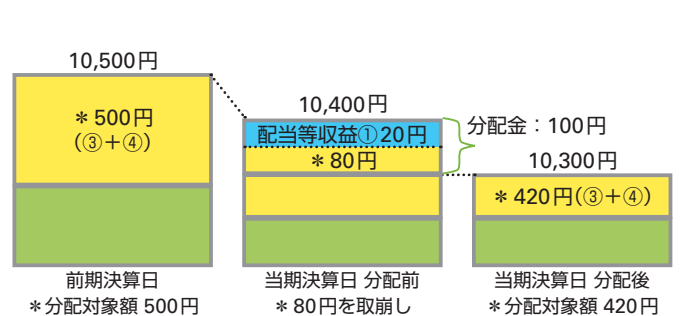 10,500円
＊500円
(③＋④)
前期決算日
＊分配対象額 500円
10,400円
配当等収益①20円
＊80円
分配金：100円
当期決算日 分配前
＊80円を取崩し
10,300円
＊420円(③＋④)
当期決算日 分配後
＊分配対象額 420円